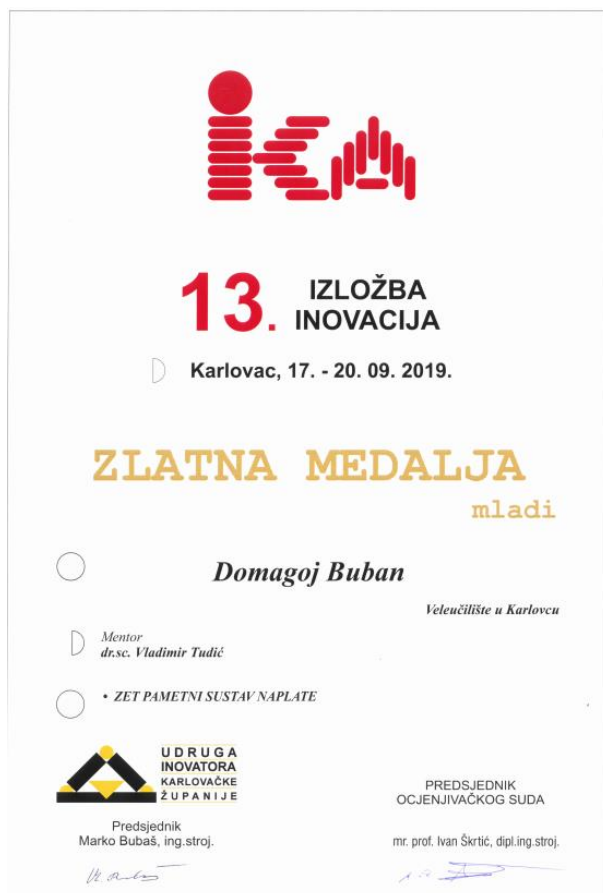 ika
13. IZLOŽBA
INOVACIJA
Karlovac, 17. - 20. 09. 2019.
ZLATNA MEDALJA
mladi
Domagoj Buban
Veleučilište u Karlovcu
Mentor
dr.sc. Vladimir Tudić
• ZET PAMETNI SUSTAV NAPLATE
UDRUGA
INOVATORA
KARLOVAČKE
ŽUPANIJE
Predsjednik
Marko Bubaš, ing.stroj.
PREDSJEDNIK
OCJENJIVAČKOG SUDA
mr. prof. Ivan Škrtić, dipl.ing.stroj.